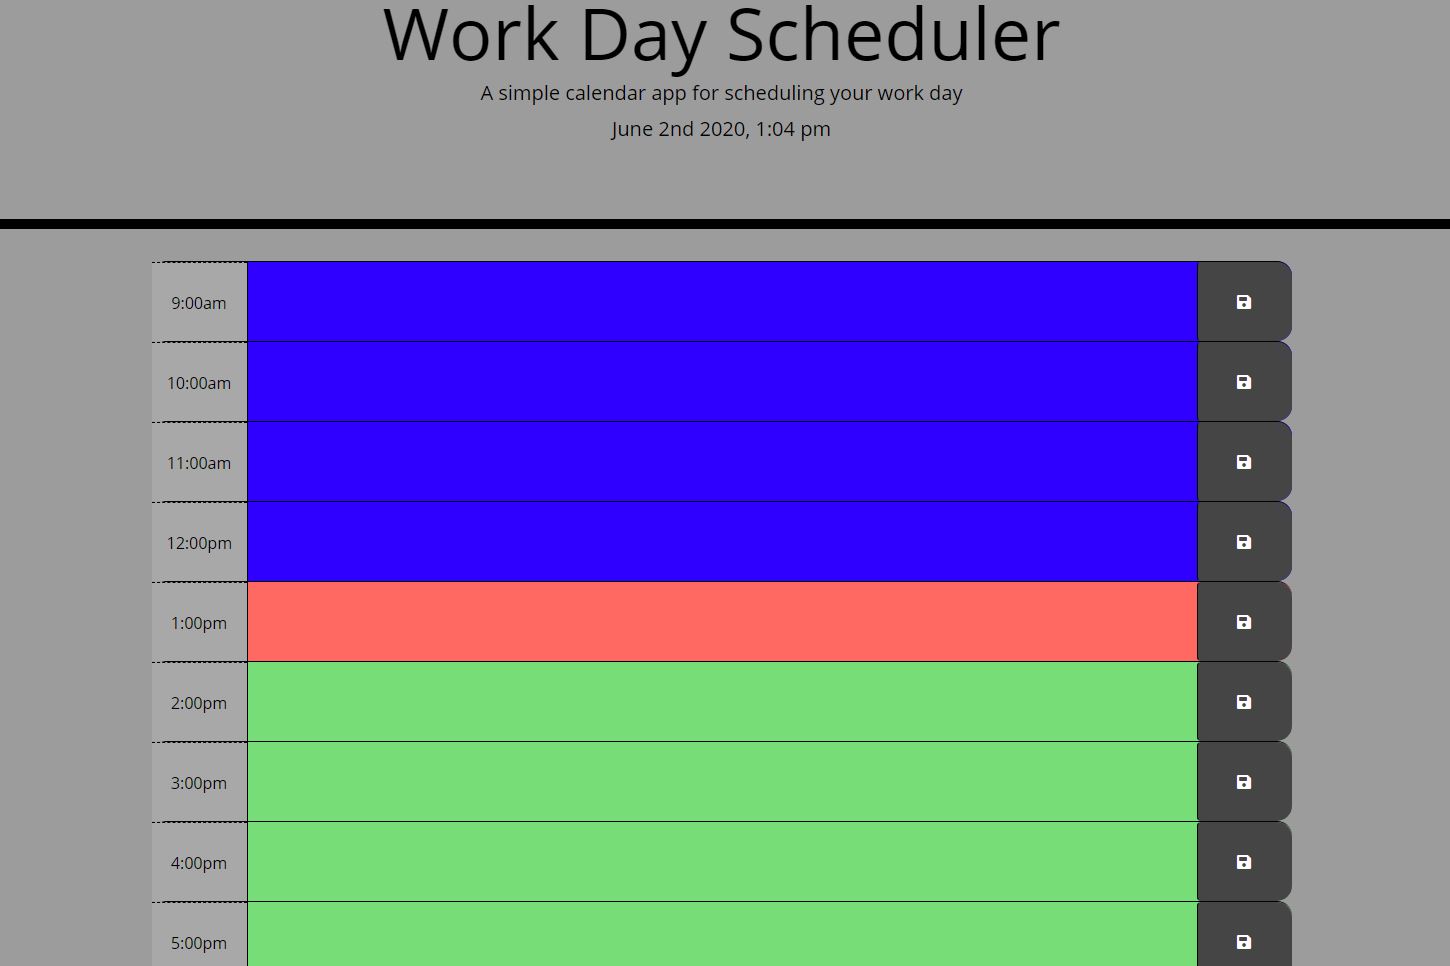 Work Day Scheduler
A simple calendar app for scheduling your work day
June 2nd 2020, 1:04 pm
9:00am
10:00am
11:00am
12:00pm
1:00pm
2:00pm
3:00pm
4:00pm
5:00pm